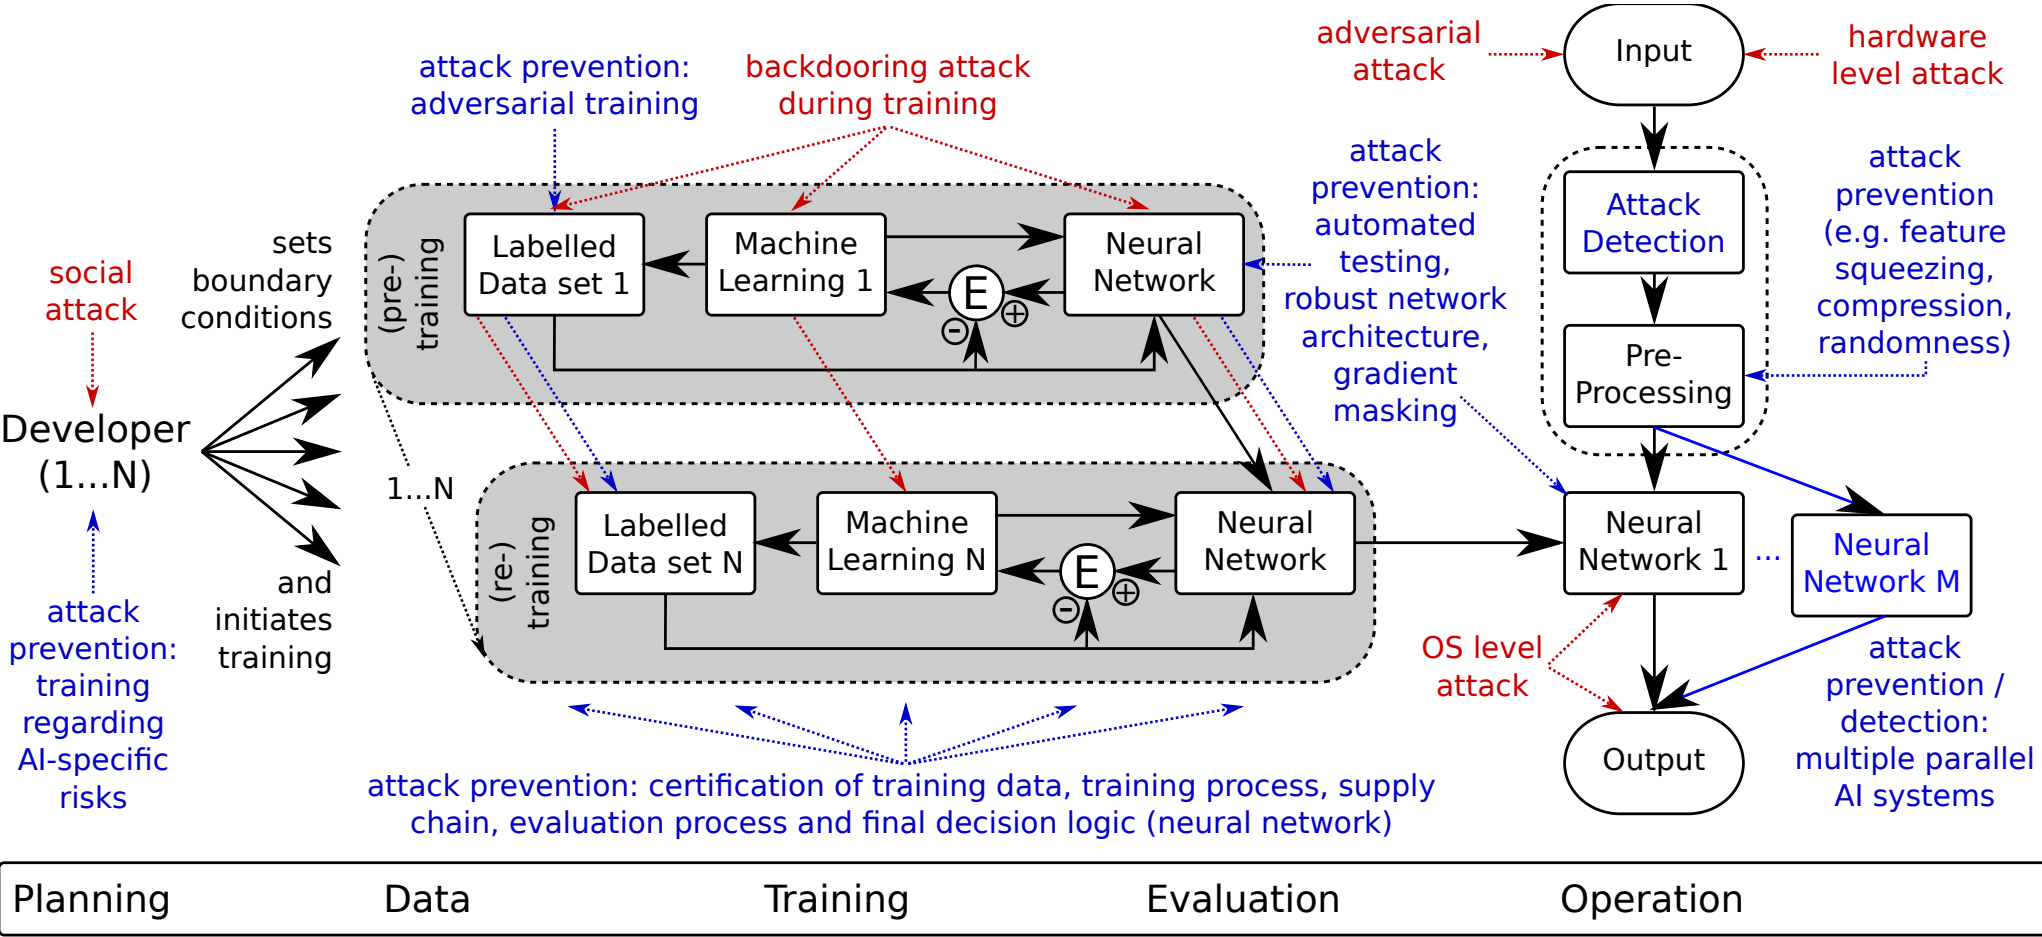 adversarial
attack
Input
hardware
level attack
attack prevention:
adversarial training
backdooring attack
during training
attack
prevention:
automated
testing,
robust network
architecture,
gradient
masking
Attack
Detection
attack
prevention
(e.g. feature
squeezing,
compression,
randomness)
Pre-
Processing
social
attack
Developer
(1...N)
attack
prevention:
training
regarding
AI-specific
risks
sets
boundary
conditions
and
initiates
training
(pre-)
training
Labelled
Data set 1
Machine
Learning 1
E
-
+
Neural
Network
1...N
(re-)
training
Labelled
Data set N
Machine
Learning N
E
-
+
Neural
Network
Neural
Network 1
...
Neural
Network M
OS level
attack
Output
attack
prevention /
detection:
multiple parallel
AI systems
attack prevention: certification of training data, training process, supply
chain, evaluation process and final decision logic (neural network)
Planning
Data
Training
Evaluation
Operation